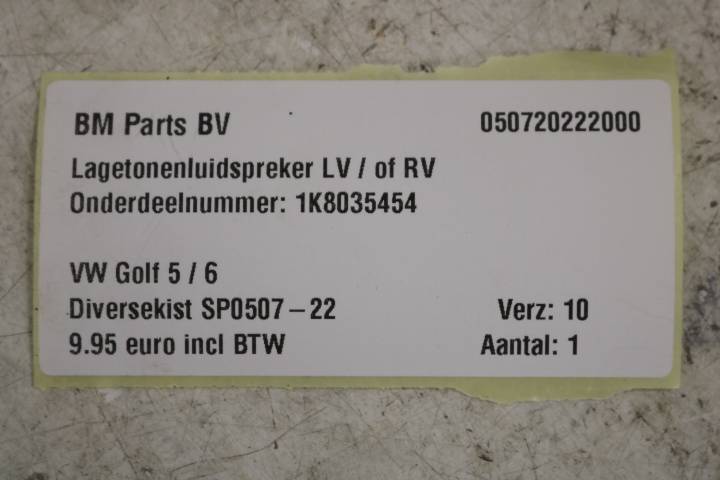 BM Parts BV 050720222000
Lagetonenluidspreker LV / of RV
Onderdeelnummer: 1K8035454
VW Golf 5 / 6
Diversekist SP0507-22 Verz: 10
9.95 euro incl BTW Aantal: 1